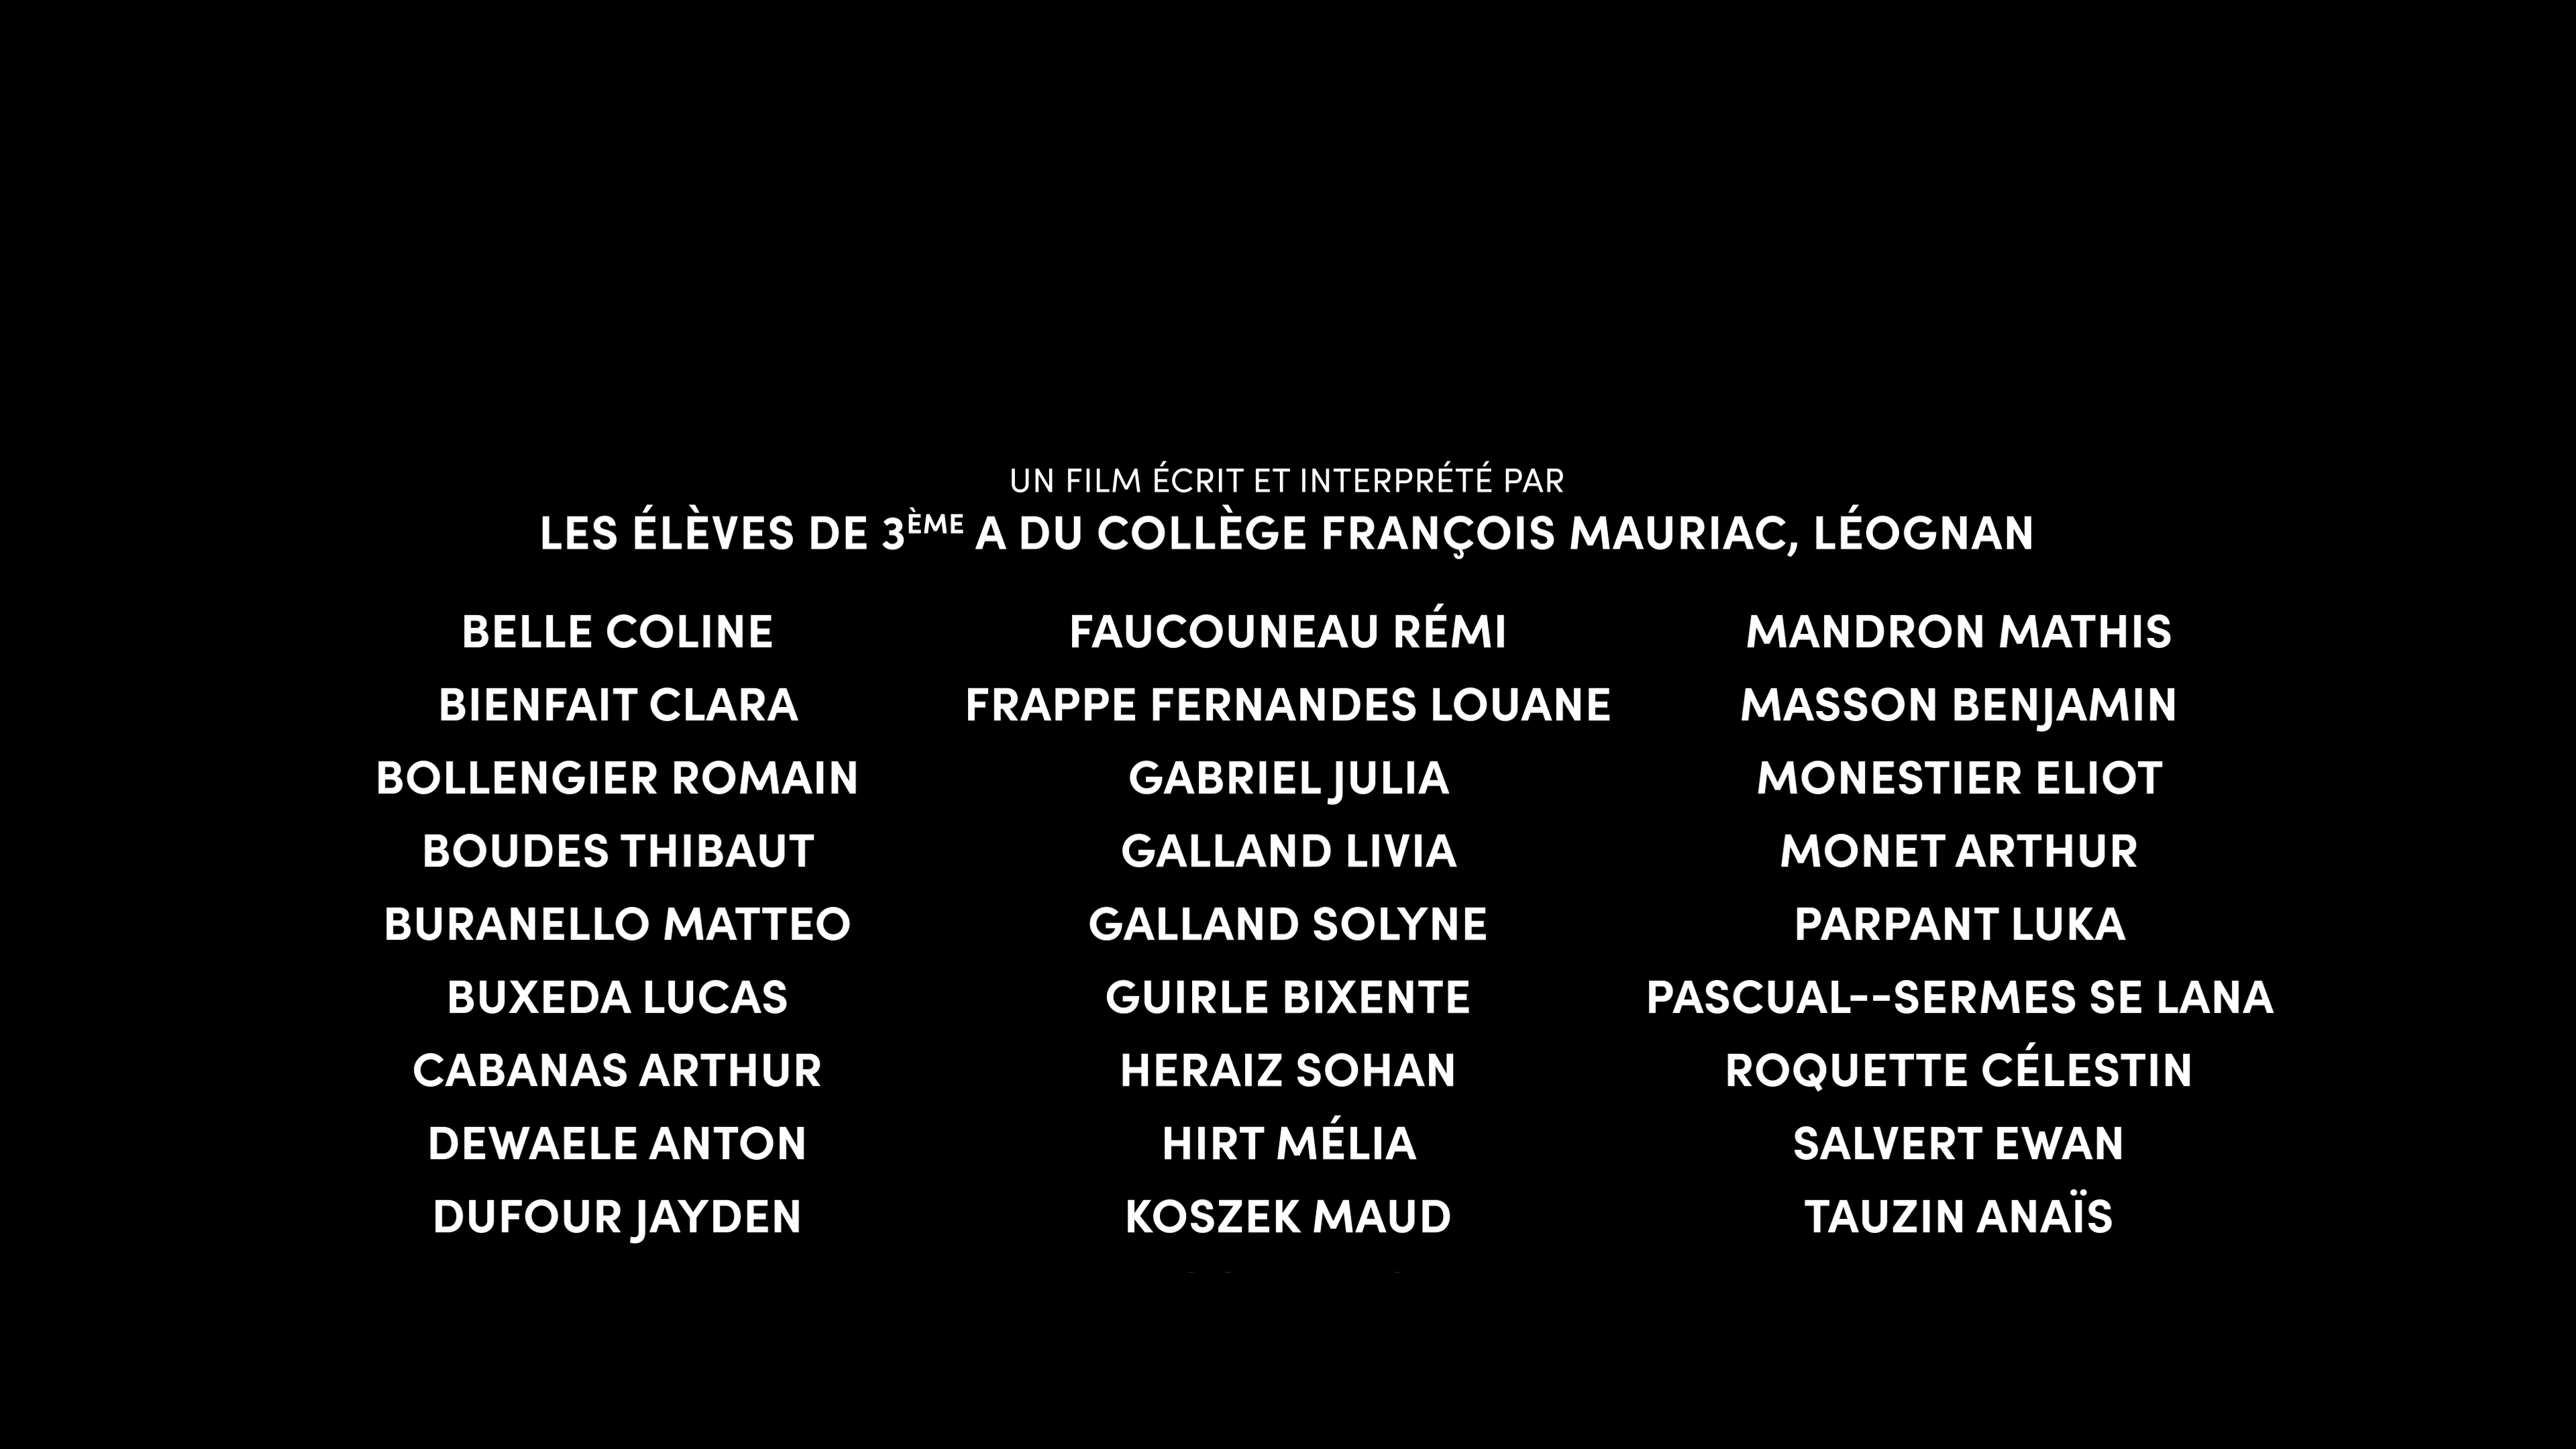 UN FILM ÉCRIT ET INTERPRÉTÉ PAR
LES ÉLÈVES DE 3ÈME A DU COLLÈGE FRANÇOIS MAURIAC, LÉOGNAN
BELLE COLINE
BIENFAIT CLARA
BOLLENGIER ROMAIN
BOUDES THIBAUT
BURANELLO MATTEO
BUXEDA LUCAS
CABANAS ARTHUR
DEWAELE ANTON
DUFOUR JAYDEN
FAUCOUNEAU RÉMI
FRAPPE FERNANDES LOUANE
GABRIEL JULIA
GALLAND LIVIA
GALLAND SOLYNE
GUIRLE BIXENTE
HERAIZ SOHAN
HIRT MÉLIA
KOSZEK MAUD
MANDRON MATHIS
MASSON BENJAMIN
MONESTIER ELIOT
MONET ARTHUR
PARPANT LUKA
PASCUAL--SERMES SE LANA
ROQUETTE CÉLESTIN
SALVERT EWAN
TAUZIN ANAÏS